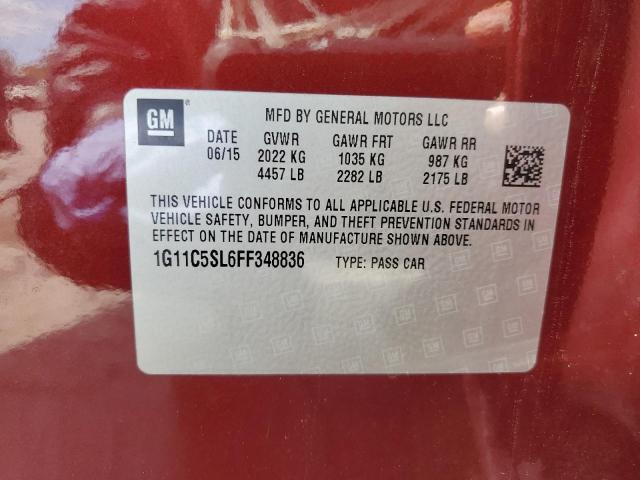 GM
MFD BY GENERAL MOTORS LLC
DATE GVWR GAWR FRT GAWR RR
06/15 2022 KG 1035 KG 987 KG
4457 LB 2282 LB 2175 LB
THIS VEHICLE CONFORMS TO ALL APPLICABLE U.S. FEDERAL MOTOR
VEHICLE SAFETY, BUMPER, AND THEFT PREVENTION STANDARDS IN
EFFECT ON THE DATE OF MANUFACTURE SHOWN ABOVE.
1G11C5SL6FF348836 TYPE: PASS CAR